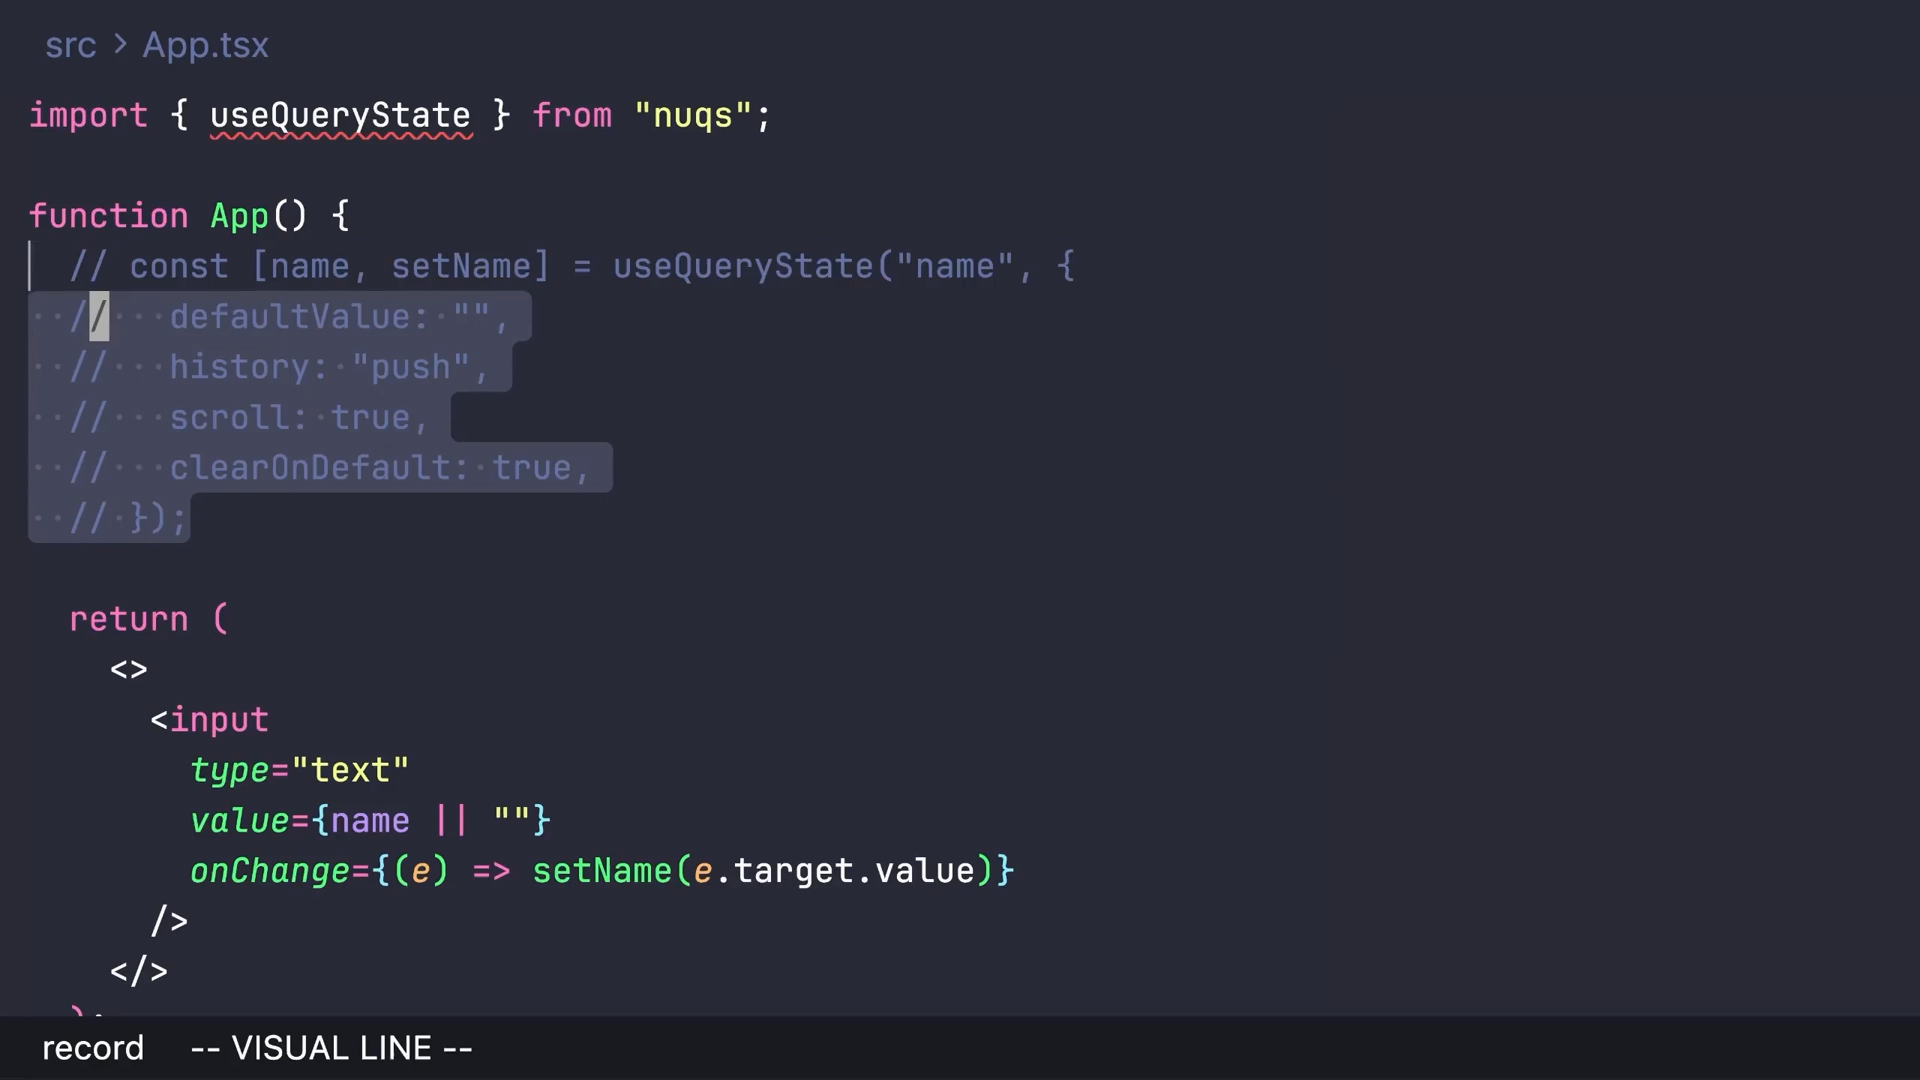 src > App.tsx
import { useQueryState } from "nuqs";
function App() {
  // const [name, setName] = useQueryState("name", {
  //   defaultValue: "",
  //   history: "push",
  //   scroll: true,
  //   clearOnDefault: true,
  // });
  return (
    <>
      <input
        type="text"
        value={name || ""}
        onChange={(e) => setName(e.target.value)}
      />
    </>
  );
record -- VISUAL LINE --